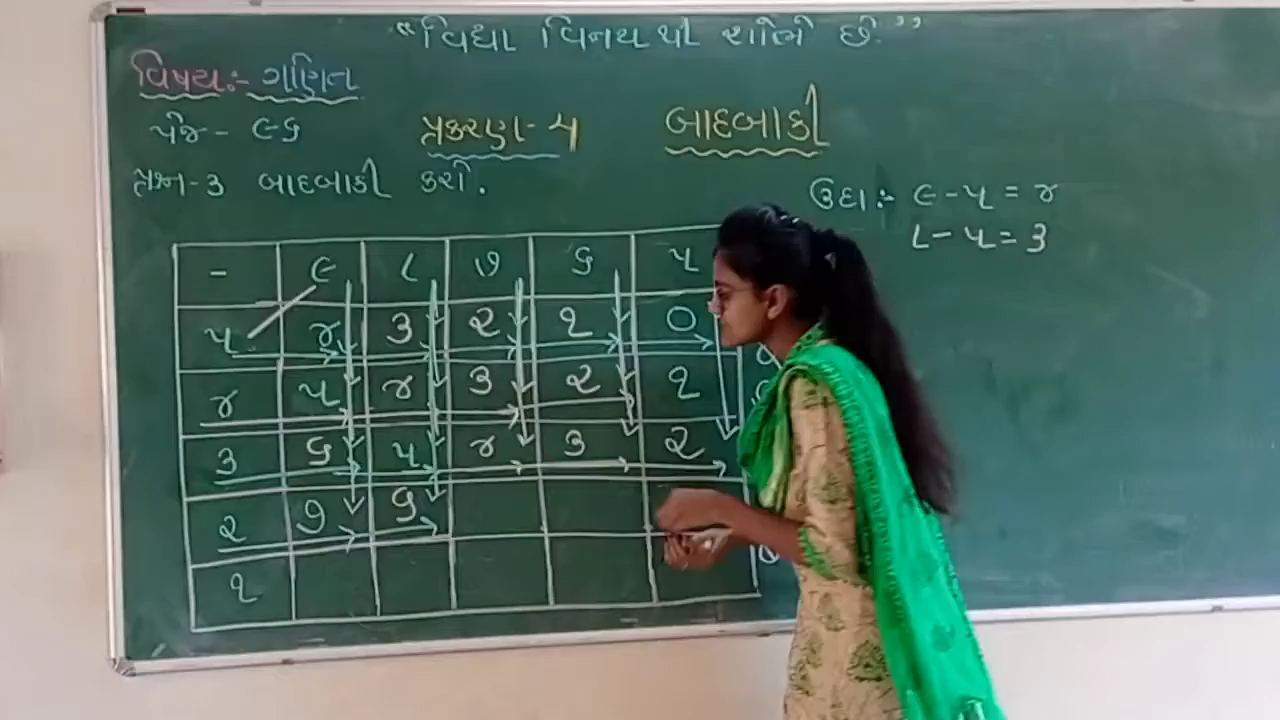 “વિદ્યા વિનય થી શોભે છે.”
વિષય:- ગણિત
પેજ - ૯૬
પ્રકરણ-૫ બાદબાકી
પ્રશ્ન-૩ બાદબાકી કરો.
ઉદા:- ૯-૫=૪
૮-૫=૩
- ૯ ૮ ૭ ૬ ૫
૫ ૪ ૩ ૨ ૧ ૦
૪ ૫ ૪ ૩ ૨ ૧
૩ ૬ ૫ ૪ ૩ ૨
૨ ૭ ૬
૧